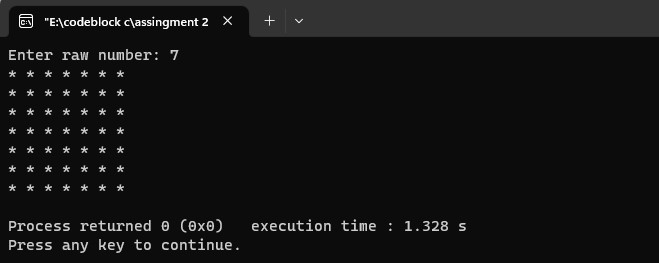 "E:\codeblock c\assingment 2
Enter raw number: 7
* * * * * * *
* * * * * * *
* * * * * * *
* * * * * * *
* * * * * * *
* * * * * * *
* * * * * * *
Process returned 0 (0x0)   execution time : 1.328 s
Press any key to continue.